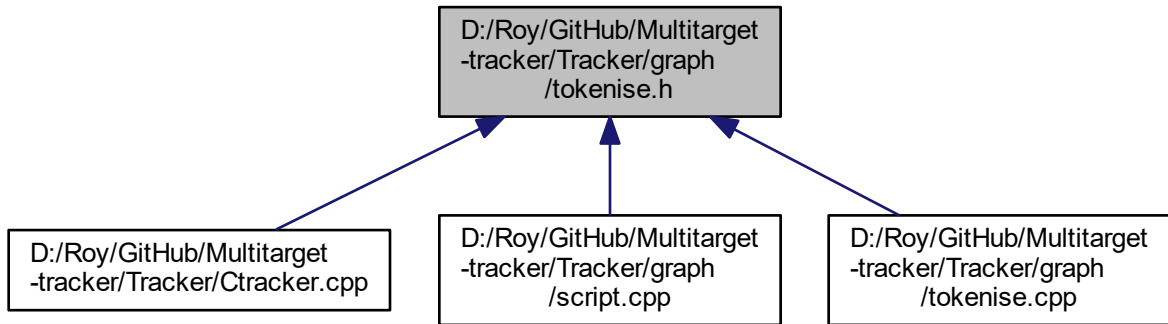 D:/Roy/GitHub/Multitarget
-tracker/Tracker/graph
/tokenise.h
D:/Roy/GitHub/Multitarget
-tracker/Tracker/Ctracker.cpp
D:/Roy/GitHub/Multitarget
-tracker/Tracker/graph
/script.cpp
D:/Roy/GitHub/Multitarget
-tracker/Tracker/graph
/tokenise.cpp